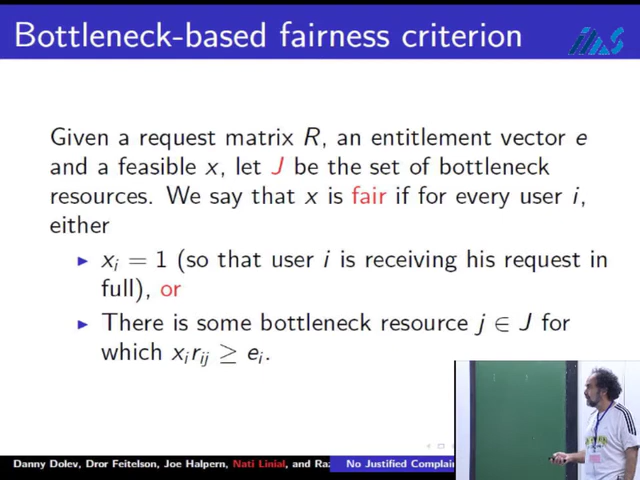 Bottleneck-based fairness criterion
Given a request matrix R, an entitlement vector e
and a feasible x, let J be the set of bottleneck
resources. We say that x is fair if for every user i,
either
▶ xᵢ = 1 (so that user i is receiving his request in
full), or
▶ There is some bottleneck resource j ∈ J for
which xᵢrᵢⱼ ≥ eᵢ.
Danny Dolev, Dror Feitelson, Joe Halpern, Nati Linial, and Ra
No Justified Complain